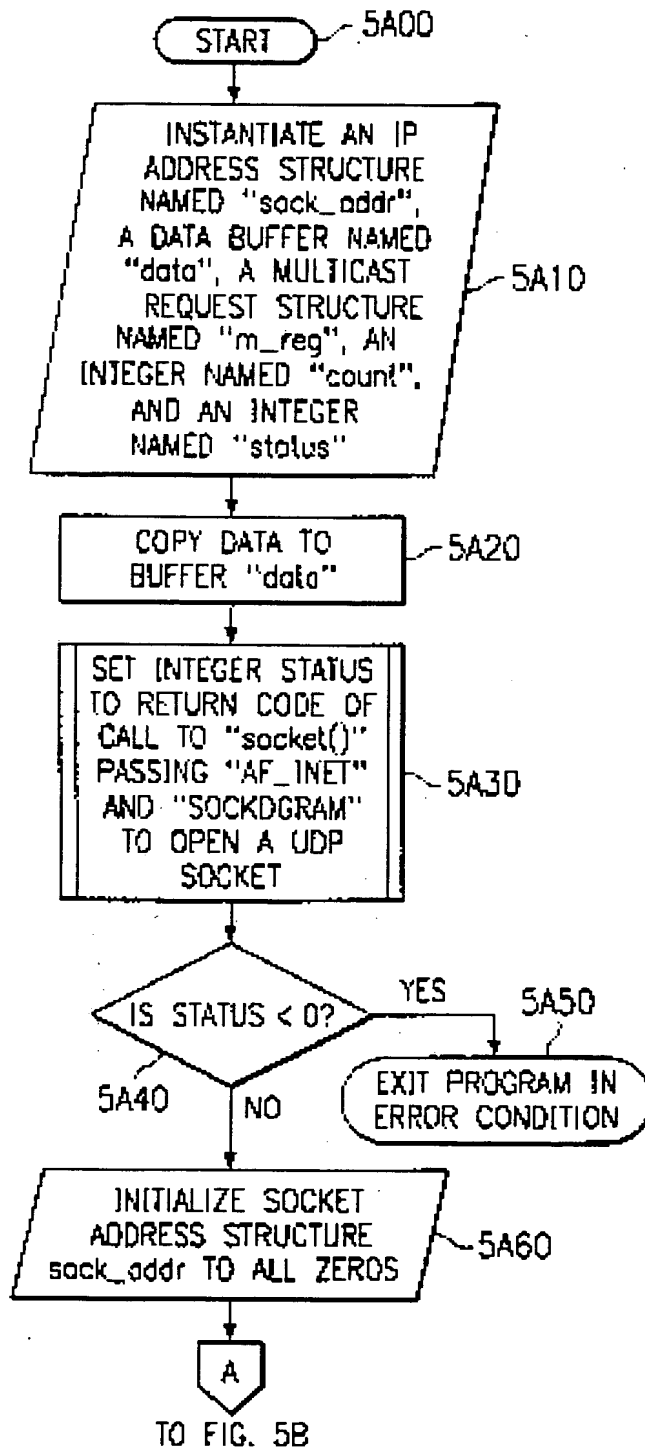 START
5A00
INSTANTIATE AN IP
ADDRESS STRUCTURE
NAMED "sock_addr",
A DATA BUFFER NAMED
"data", A MULTICAST
REQUEST STRUCTURE
NAMED "m_reg", AN
INTEGER NAMED "count",
AND AN INTEGER
NAMED "status"
5A10
COPY DATA TO
BUFFER "data"
5A20
SET INTEGER STATUS
TO RETURN CODE OF
CALL TO "socket()"
PASSING "AF_INET"
AND "SOCKDGRAM"
TO OPEN A UDP
SOCKET
5A30
IS STATUS < 0?
YES
5A40
NO
5A50
EXIT PROGRAM IN
ERROR CONDITION
INITIALIZE SOCKET
ADDRESS STRUCTURE
sock_addr TO ALL ZEROS
5A60
A
TO FIG. 5B